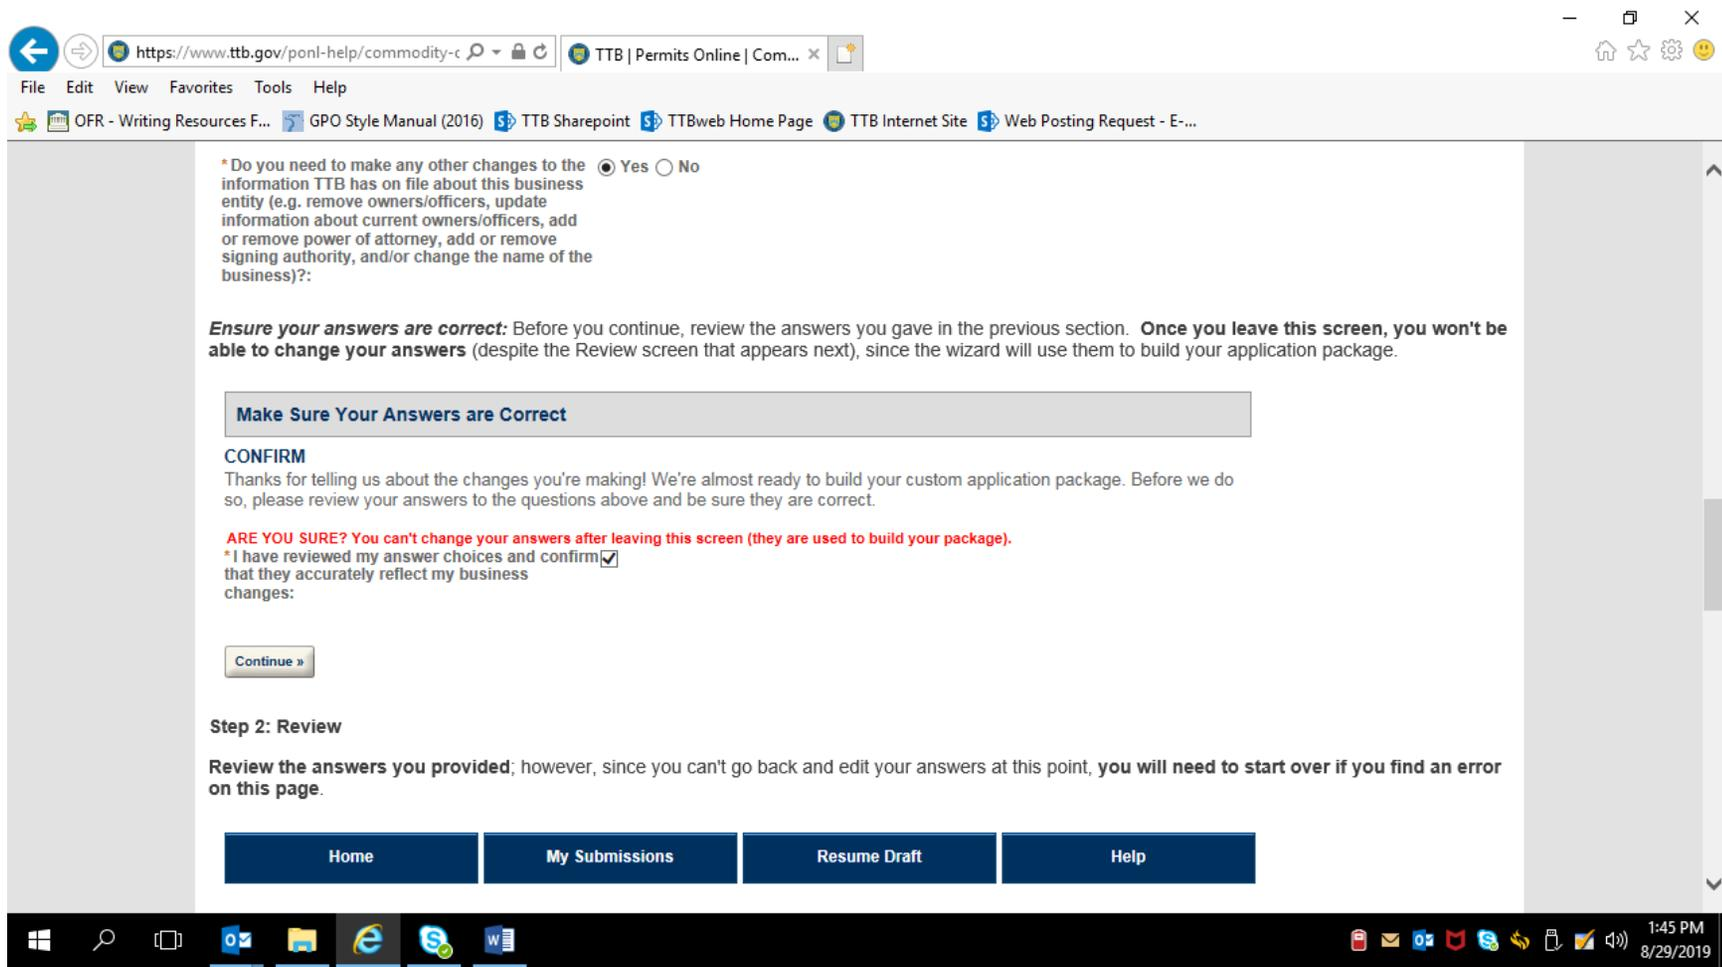 https://www.ttb.gov/ponl-help/commodity-c
TTB | Permits Online | Com...
File Edit View Favorites Tools Help
OFR - Writing Resources F... GPO Style Manual (2016) TTB Sharepoint TTBweb Home Page TTB Internet Site Web Posting Request - E-...
* Do you need to make any other changes to the Yes No
information TTB has on file about this business
entity (e.g. remove owners/officers, update
information about current owners/officers, add
or remove power of attorney, add or remove
signing authority, and/or change the name of the
business)?:
Ensure your answers are correct: Before you continue, review the answers you gave in the previous section. Once you leave this screen, you won't be
able to change your answers (despite the Review screen that appears next), since the wizard will use them to build your application package.
Make Sure Your Answers are Correct
CONFIRM
Thanks for telling us about the changes you're making! We're almost ready to build your custom application package. Before we do
so, please review your answers to the questions above and be sure they are correct.
ARE YOU SURE? You can't change your answers after leaving this screen (they are used to build your package).
* I have reviewed my answer choices and confirm
that they accurately reflect my business
changes:
Continue »
Step 2: Review
Review the answers you provided; however, since you can't go back and edit your answers at this point, you will need to start over if you find an error
on this page.
Home My Submissions Resume Draft Help
1:45 PM
8/29/2019